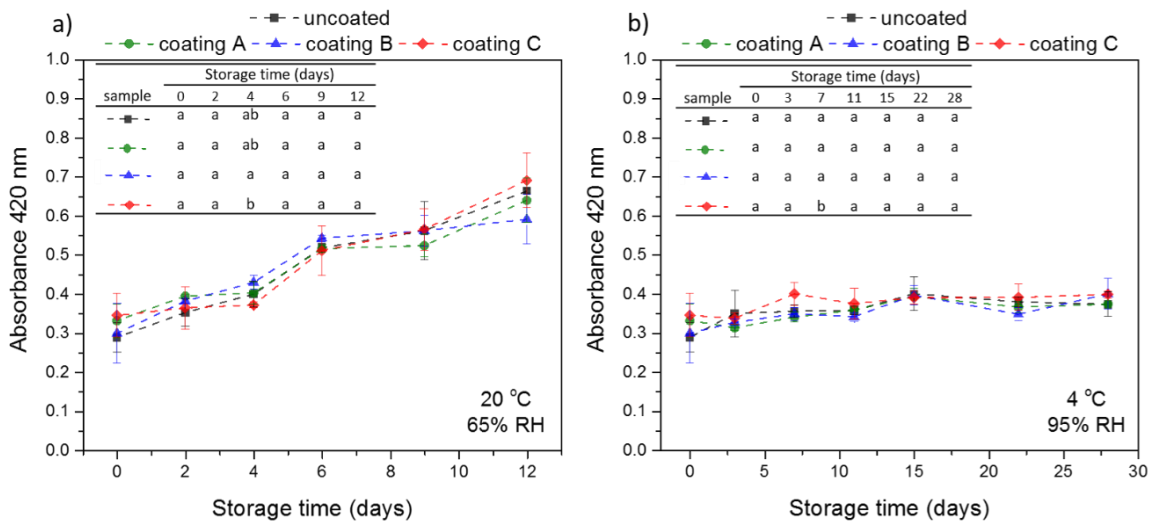 a)
uncoated
coating A coating B coating C
Absorbance 420 nm
1.0
0.9
0.8
0.7
0.6
0.5
0.4
0.3
0.2
0.1
0.0
Storage time (days)
sample 0 2 4 6 9 12
a a ab a a a
a a ab a a a
a a a a a a
a a b a a a
20 °C
65% RH
0 2 4 6 8 10 12
Storage time (days)
b)
uncoated
coating A coating B coating C
Absorbance 420 nm
1.0
0.9
0.8
0.7
0.6
0.5
0.4
0.3
0.2
0.1
0.0
Storage time (days)
sample 0 3 7 11 15 22 28
a a a a a a a
a a a a a a a
a a a a a a a
a a b a a a a
4 °C
95% RH
0 5 10 15 20 25 30
Storage time (days)